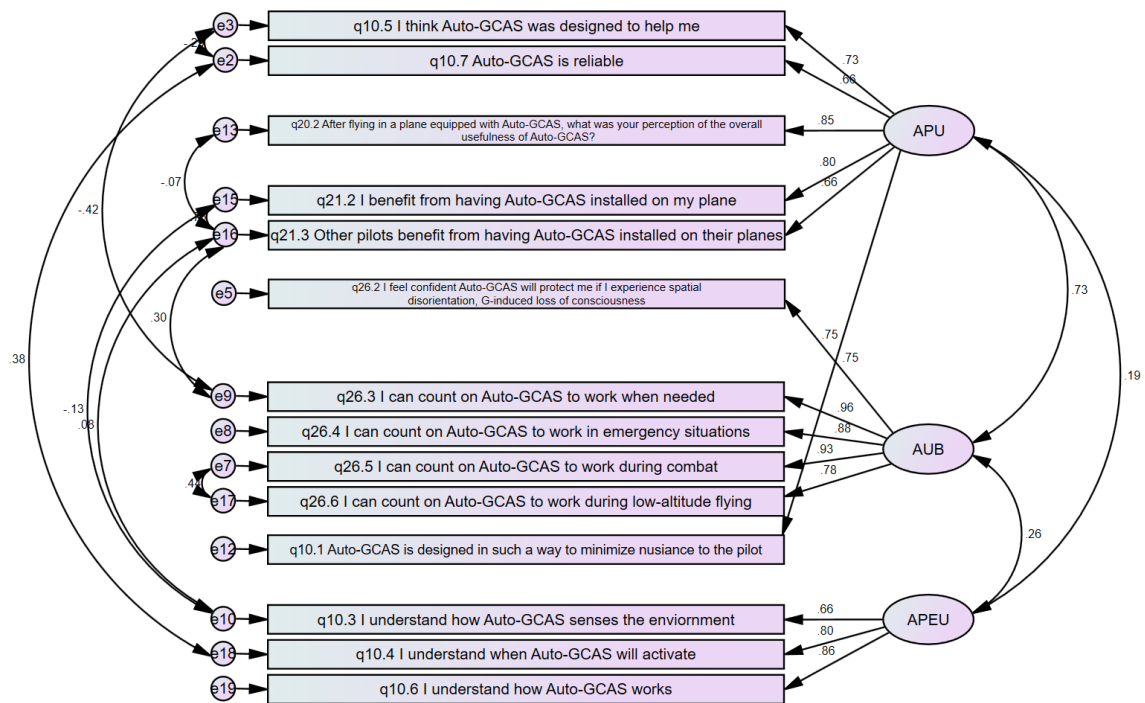 e3
q10.5 I think Auto-GCAS was designed to help me
e2
q10.7 Auto-GCAS is reliable
.73
.66
e13
q20.2 After flying in a plane equipped with Auto-GCAS, what was your perception of the overall
usefulness of Auto-GCAS?
.85
APU
-.07
.80
.66
e15
q21.2 I benefit from having Auto-GCAS installed on my plane
-.42
e16
q21.3 Other pilots benefit from having Auto-GCAS installed on their planes
e5
q26.2 I feel confident Auto-GCAS will protect me if I experience spatial
disorientation, G-induced loss of consciousness
.73
.30
.75
.75
.38
.19
e9
q26.3 I can count on Auto-GCAS to work when needed
-.13
.08
.96
e8
q26.4 I can count on Auto-GCAS to work in emergency situations
.88
AUB
e7
q26.5 I can count on Auto-GCAS to work during combat
.93
.78
.44
e17
q26.6 I can count on Auto-GCAS to work during low-altitude flying
e12
q10.1 Auto-GCAS is designed in such a way to minimize nusiance to the pilot
.26
e10
q10.3 I understand how Auto-GCAS senses the enviornment
.66
APEU
e18
q10.4 I understand when Auto-GCAS will activate
.80
.86
e19
q10.6 I understand how Auto-GCAS works